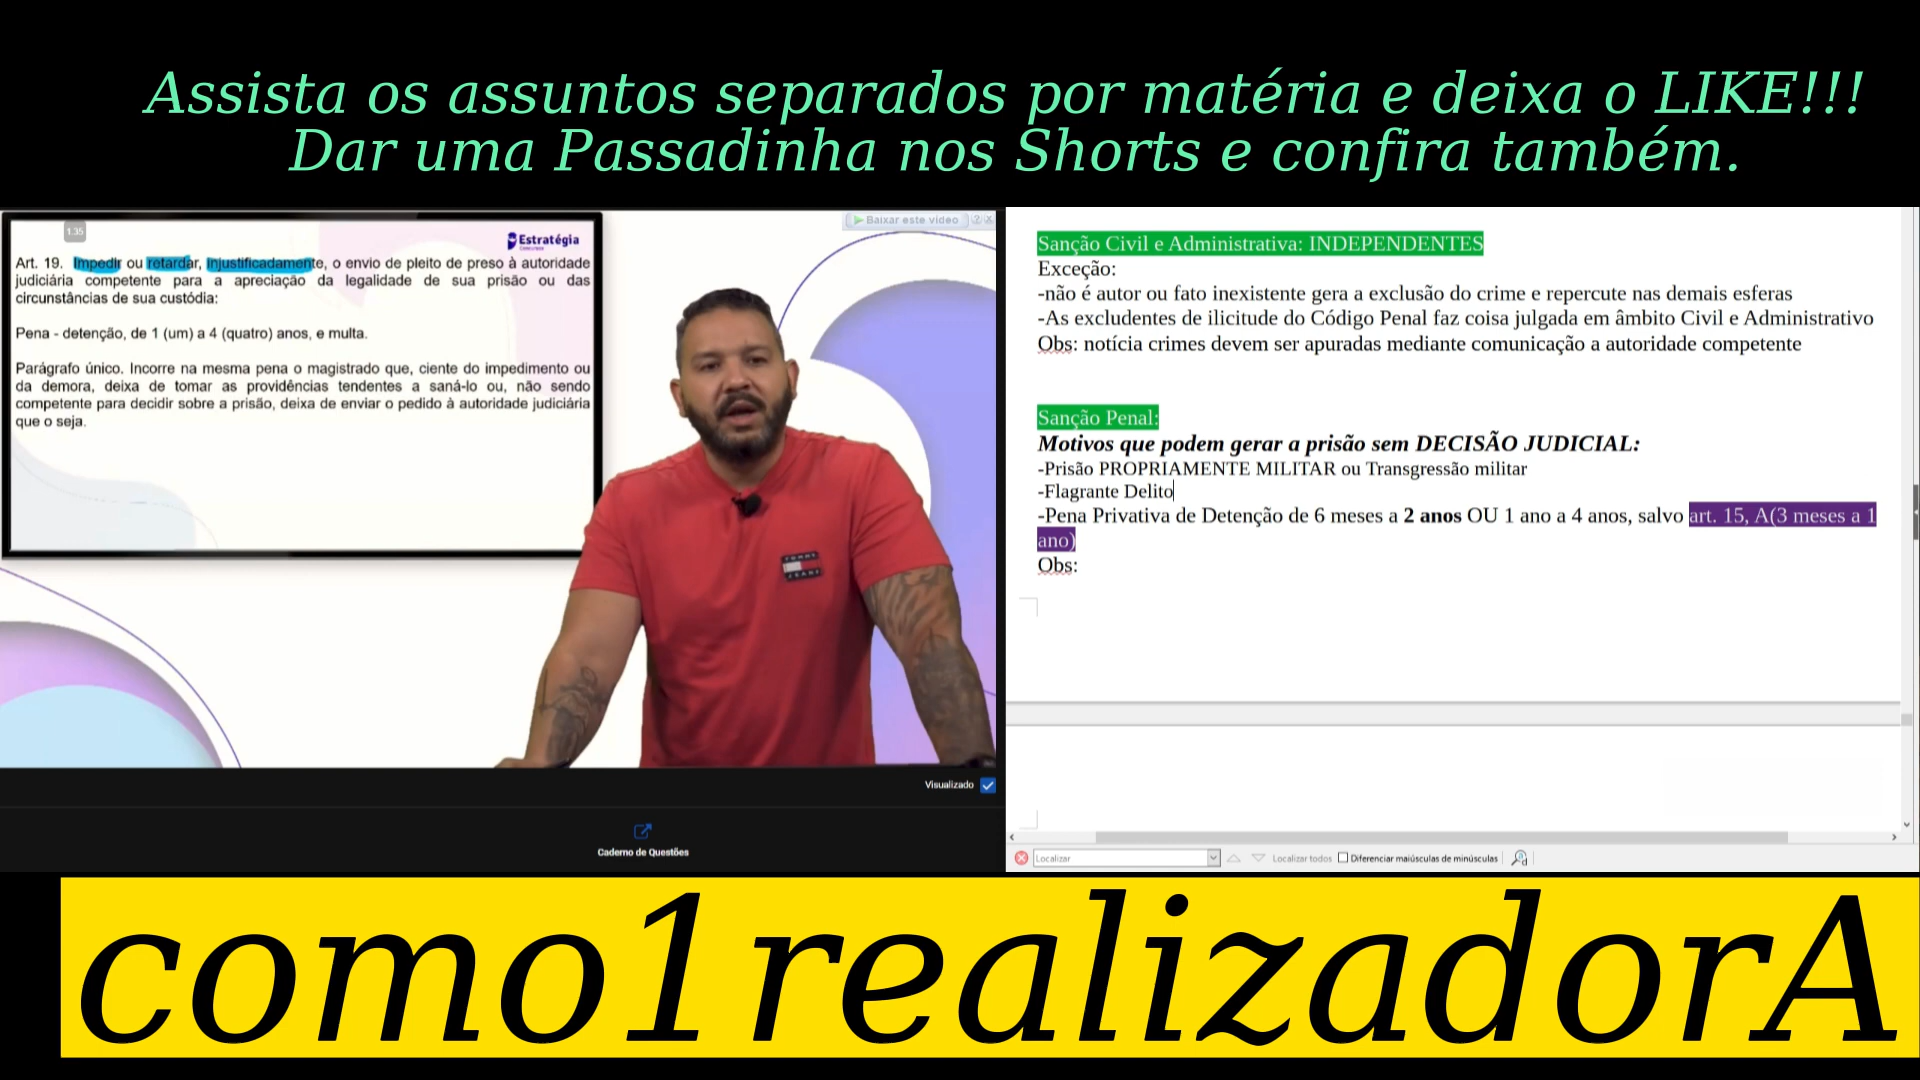 Assista os assuntos separados por matéria e deixa o LIKE!!!
Dar uma Passadinha nos Shorts e confira também.
1.35
Estratégia
Concursos
Art. 19. Impedir ou retardar, injustificadamente, o envio de pleito de preso à autoridade
judiciária competente para a apreciação da legalidade de sua prisão ou das
circunstâncias de sua custódia:
Pena - detenção, de 1 (um) a 4 (quatro) anos, e multa.
Parágrafo único. Incorre na mesma pena o magistrado que, ciente do impedimento ou
da demora, deixa de tomar as providências tendentes a saná-lo ou, não sendo
competente para decidir sobre a prisão, deixa de enviar o pedido à autoridade judiciária
que o seja.
Baixar este vídeo ? X
TOMMY
JEANS
Visualizado
Caderno de Questões
Sanção Civil e Administrativa: INDEPENDENTES
Exceção:
-não é autor ou fato inexistente gera a exclusão do crime e repercute nas demais esferas
-As excludentes de ilicitude do Código Penal faz coisa julgada em âmbito Civil e Administrativo
Obs: notícia crimes devem ser apuradas mediante comunicação a autoridade competente
Sanção Penal:
Motivos que podem gerar a prisão sem DECISÃO JUDICIAL:
-Prisão PROPRIAMENTE MILITAR ou Transgressão militar
-Flagrante Delito
-Pena Privativa de Detenção de 6 meses a 2 anos OU 1 ano a 4 anos, salvo art. 15, A(3 meses a 1
ano)
Obs:
Localizar
Localizar todos
Diferenciar maiúsculas de minúsculas
como1realizadorA